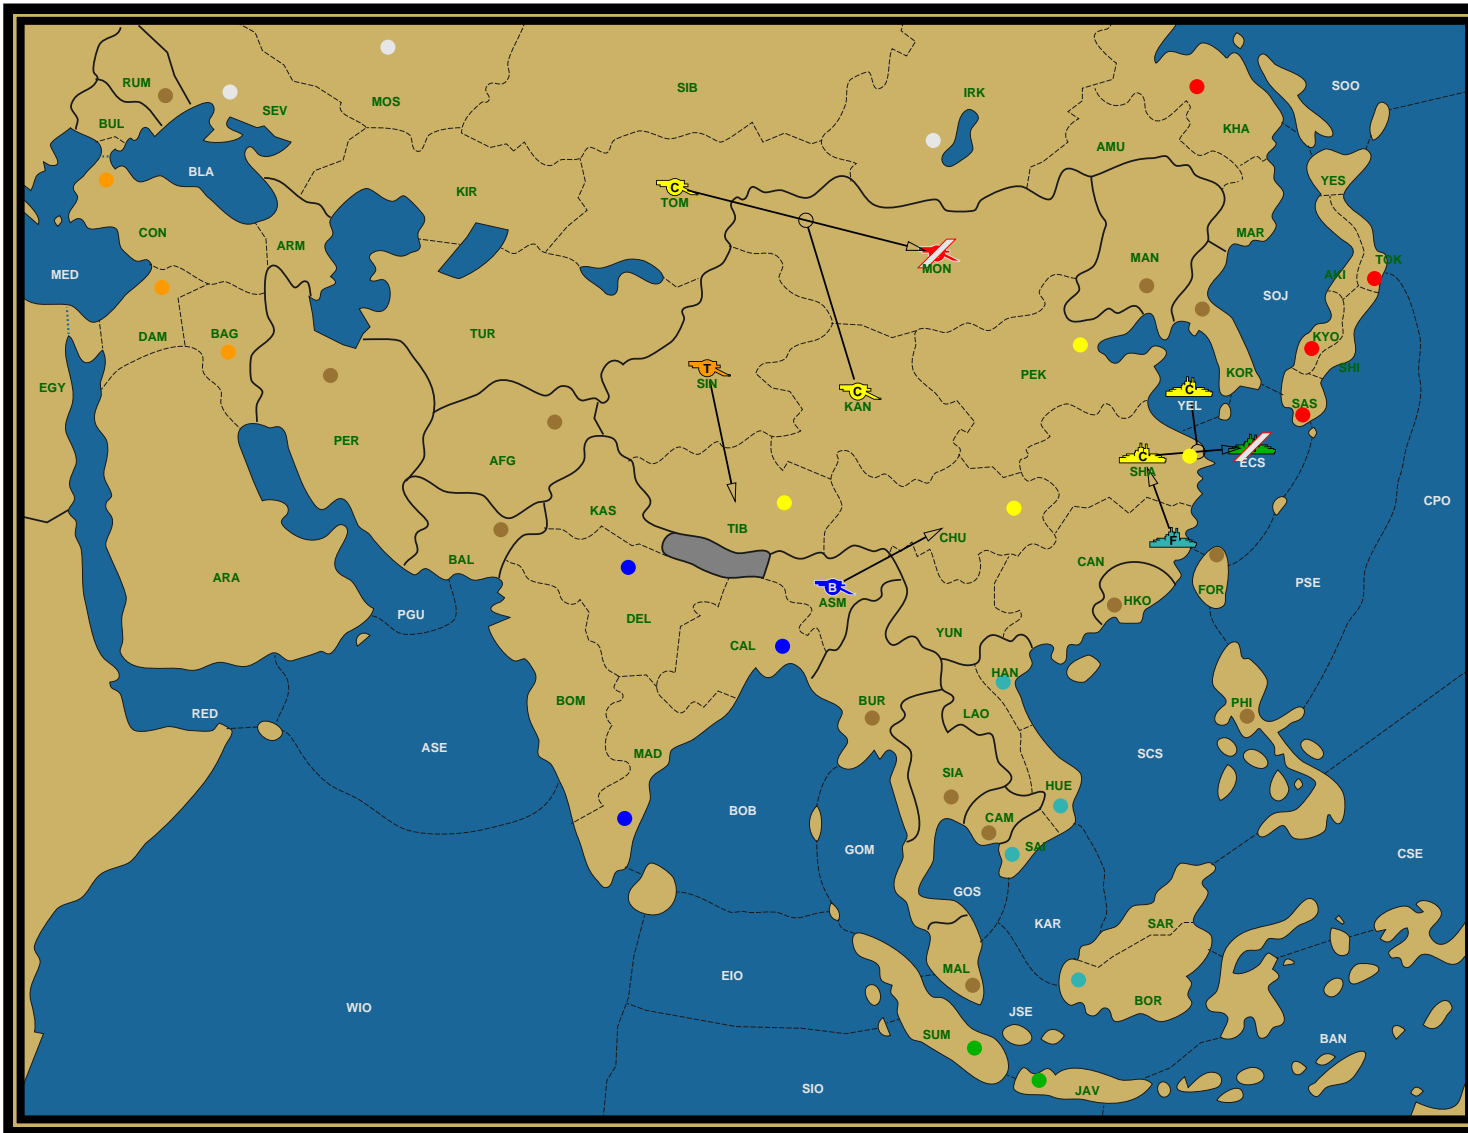 RUM
SEV
MOS
SIB
IRK
SOO
BUL
KHA
AMU
BLA
YES
KIR
C
TOM
CON
ARM
MAR
MAN
TOK
MED
MON
AKI
SOJ
DAM
BAG
TUR
KYO
SHI
EGY
T
SIN
PEK
KOR
C
KAN
C
YEL
SAS
PER
AFG
C
SHA
ECS
CPO
KAS
TIB
CHU
F
BAL
CAN
ARA
PSE
B
ASM
HKO
FOR
PGU
DEL
CAL
YUN
HAN
BOM
BUR
LAO
PHI
RED
ASE
MAD
SCS
SIA
HUE
BOB
CAM
GOM
SAI
CSE
GOS
KAR
SAR
EIO
MAL
WIO
JSE
BOR
SUM
BAN
SIO
JAV